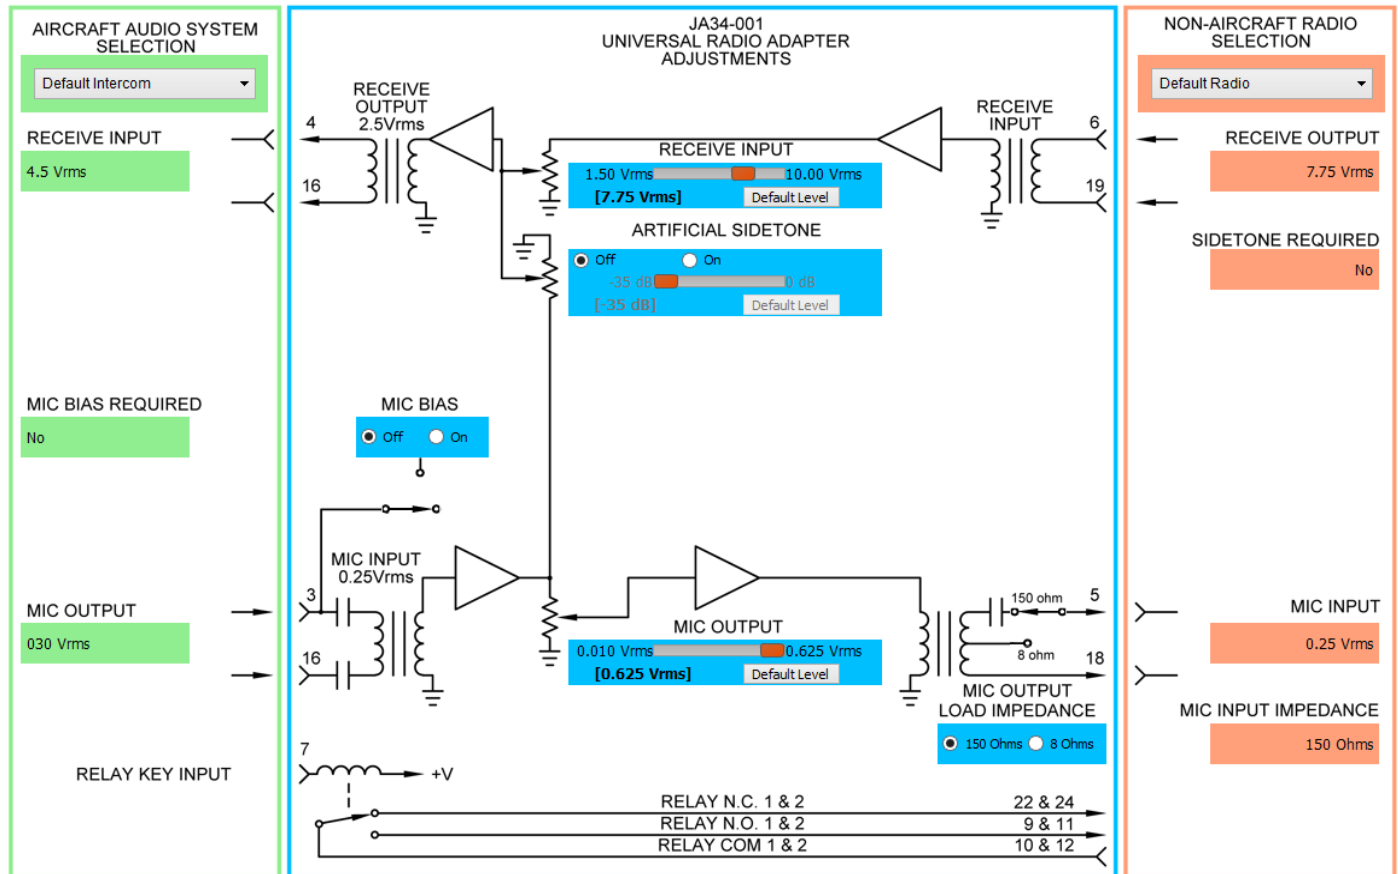 AIRCRAFT AUDIO SYSTEM
SELECTION
Default Intercom
RECEIVE INPUT
4.5 Vrms
MIC BIAS REQUIRED
No
MIC OUTPUT
030 Vrms
RELAY KEY INPUT
JA34-001
UNIVERSAL RADIO ADAPTER
ADJUSTMENTS
RECEIVE
OUTPUT
2.5Vrms
4
16
RECEIVE
INPUT
6
19
RECEIVE INPUT
1.50 Vrms 10.00 Vrms
[7.75 Vrms] Default Level
ARTIFICIAL SIDETONE
Off On
-35 dB 0 dB
[-35 dB] Default Level
MIC BIAS
Off On
MIC INPUT
0.25Vrms
3
16
MIC OUTPUT
0.010 Vrms 0.625 Vrms
[0.625 Vrms] Default Level
150 ohm
5
8 ohm
18
MIC OUTPUT
LOAD IMPEDANCE
150 Ohms 8 Ohms
7
+V
RELAY N.C. 1 & 2 22 & 24
RELAY N.O. 1 & 2 9 & 11
RELAY COM 1 & 2 10 & 12
NON-AIRCRAFT RADIO
SELECTION
Default Radio
RECEIVE OUTPUT
7.75 Vrms
SIDETONE REQUIRED
No
MIC INPUT
0.25 Vrms
MIC INPUT IMPEDANCE
150 Ohms